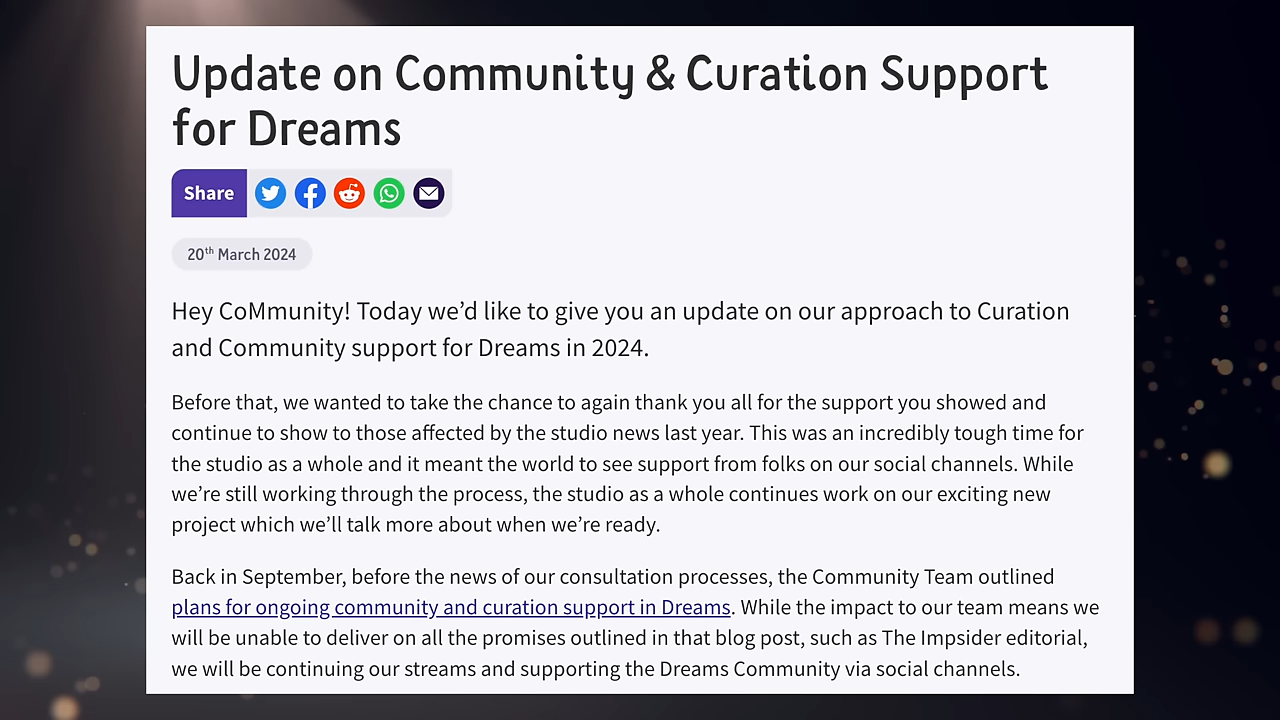 Update on Community & Curation Support
for Dreams
Share
20th March 2024
Hey CoMmunity! Today we’d like to give you an update on our approach to Curation
and Community support for Dreams in 2024.
Before that, we wanted to take the chance to again thank you all for the support you showed and
continue to show to those affected by the studio news last year. This was an incredibly tough time for
the studio as a whole and it meant the world to see support from folks on our social channels. While
we’re still working through the process, the studio as a whole continues work on our exciting new
project which we’ll talk more about when we’re ready.
Back in September, before the news of our consultation processes, the Community Team outlined
plans for ongoing community and curation support in Dreams. While the impact to our team means we
will be unable to deliver on all the promises outlined in that blog post, such as The Impsider editorial,
we will be continuing our streams and supporting the Dreams Community via social channels.